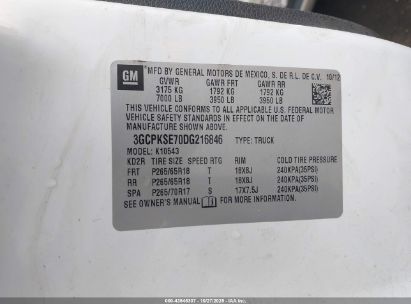 GM
MFD BY GENERAL MOTORS DE MEXICO, S. DE R.L. DE C.V. 10/12
GVWR GAWR FRT GAWR RR
3175 KG 1792 KG 1792 KG
7000 LB 3950 LB 3950 LB
THIS VEHICLE CONFORMS TO ALL APPLICABLE U.S. FEDERAL MOTOR
VEHICLE SAFETY STANDARDS IN EFFECT ON THE DATE OF
MANUFACTURE SHOWN ABOVE.
3GCPKSE70DG216846 TYPE: TRUCK
MODEL: K10543
KD2R TIRE SIZE SPEED RTG RIM COLD TIRE PRESSURE
FRT P265/65R18 T 18X8J 240KPA(35PSI)
RR P265/65R18 T 18X8J 240KPA(35PSI)
SPA P265/70R17 S 17X7.5J 240KPA(35PSI)
SEE OWNER'S MANUAL FOR MORE INFORMATION.